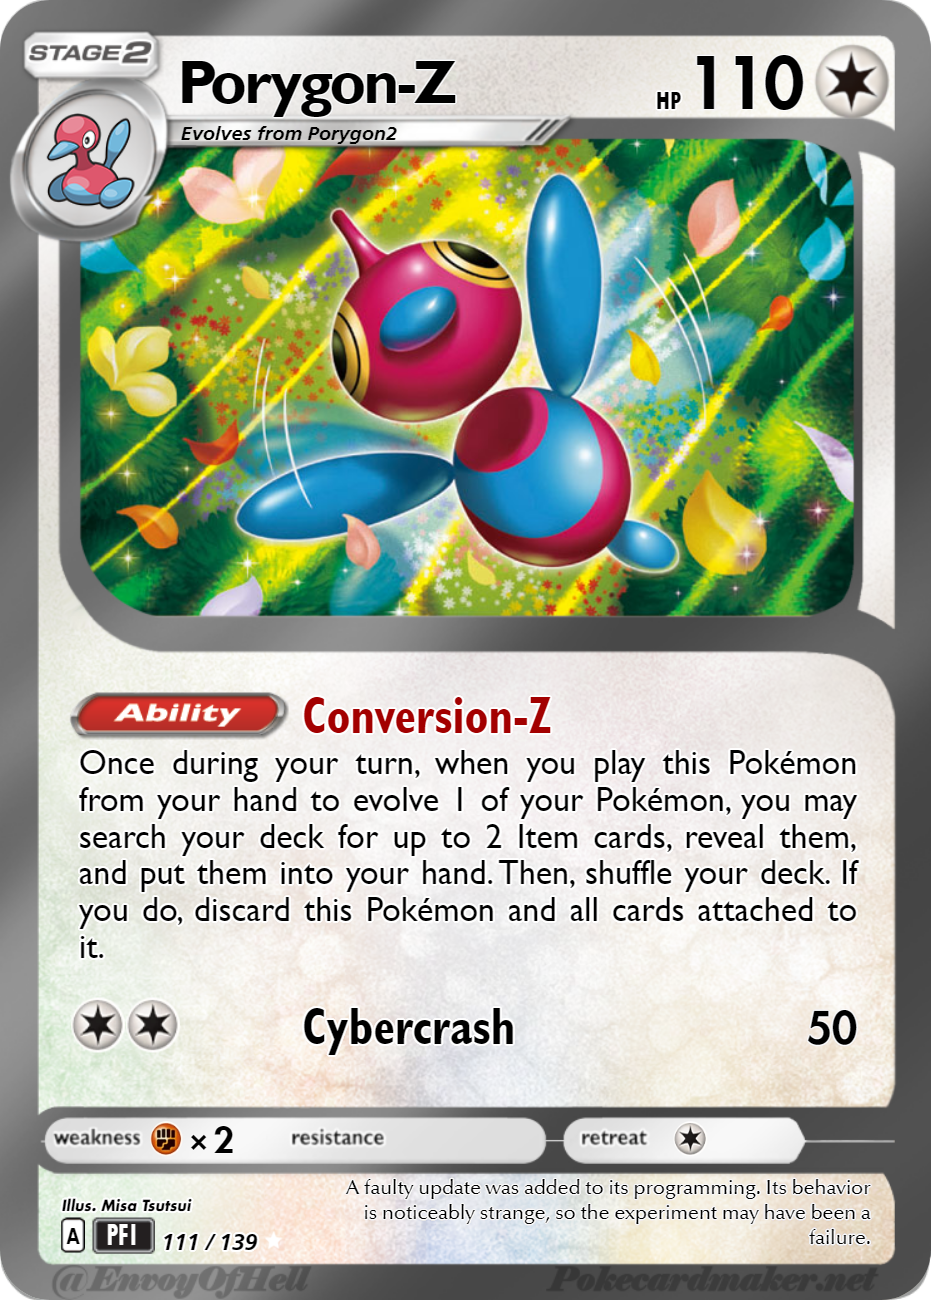 STAGE2
Porygon-Z
HP 110
Evolves from Porygon2
Ability Conversion-Z
Once during your turn, when you play this Pokémon
from your hand to evolve 1 of your Pokémon, you may
search your deck for up to 2 Item cards, reveal them,
and put them into your hand. Then, shuffle your deck. If
you do, discard this Pokémon and all cards attached to
it.
Cybercrash 50
weakness ×2 resistance retreat
A faulty update was added to its programming. Its behavior
is noticeably strange, so the experiment may have been a
failure.
Illus. Misa Tsutsui
A PFI 111 / 139
@EnvoyOfHell Pokecardmaker.net